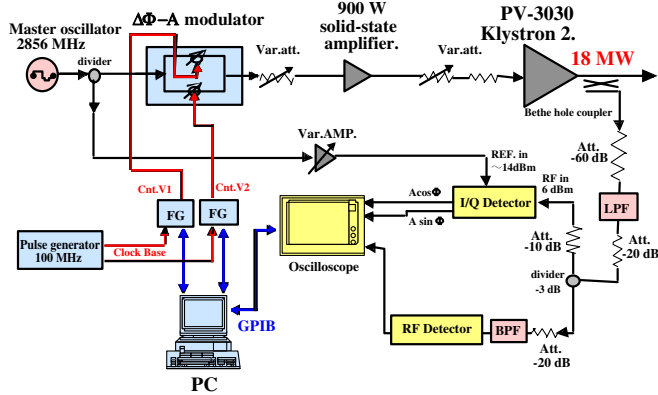 Master oscillator
2856 MHz
divider
ΔΦ−A modulator
Var.att.
900 W
solid-state
amplifier.
Var.att.
PV-3030
Klystron 2.
18 MW
Bethe hole coupler
Att.
-60 dB
LPF
Att.
-20 dB
Var.AMP.
REF. in
~14dBm
RF in
6 dBm
Cnt.V1
Cnt.V2
FG
FG
Acos Φ
A sin Φ
I/Q Detector
Att.
-10 dB
divider
-3 dB
Pulse generator
100 MHz
Clock Base
Oscilloscope
GPIB
RF Detector
BPF
Att.
-20 dB
PC